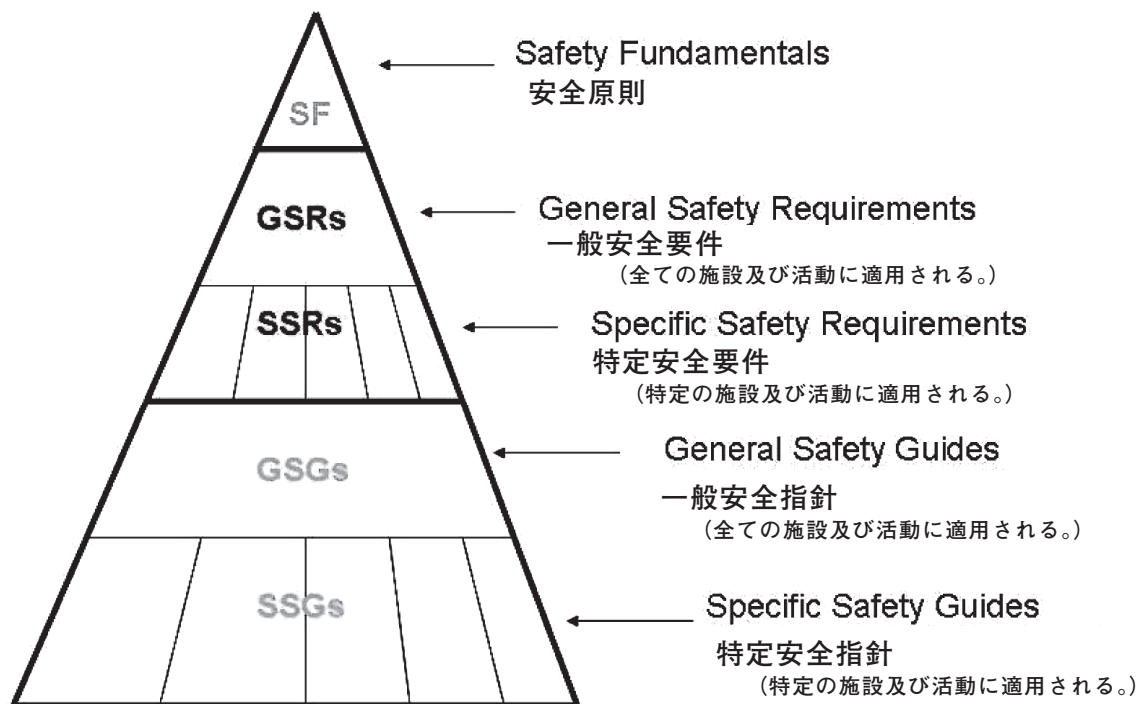 SF
Safety Fundamentals
安全原則
GSRs
General Safety Requirements
一般安全要件
(全ての施設及び活動に適用される。)
SSRs
Specific Safety Requirements
特定安全要件
(特定の施設及び活動に適用される。)
GSGs
General Safety Guides
一般安全指針
(全ての施設及び活動に適用される。)
SSGs
Specific Safety Guides
特定安全指針
(特定の施設及び活動に適用される。)